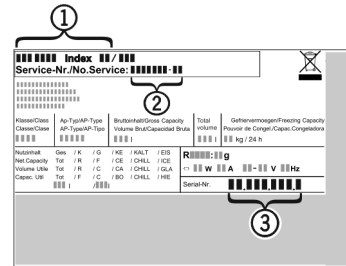 1
Index /
Service-Nr./No.Service: -
2
Klasse/Class Ap-Typ/AP-Type Bruttoinhalt/Gross Capacity Total Gefriervermoegen/Freezing Capacity
Classe/Clase AP-Type/AP-Tipo Volume Brut/Capacidad Bruta volume Pouvoir de Congel./Capac.Congeladora
l l kg / 24 h
Nutzinhalt Ges / K / G / KE / KALT / EIS
Net.Capacity Tot / R / F / CE / CHILL / ICE
Volume Utile Tot / R / C / CA / CHILL / GLA
Capac. Util Tot / F / C / BO / CHILL / HIE
l / l
R : g
W A - V Hz
Serial-Nr. . . .
3